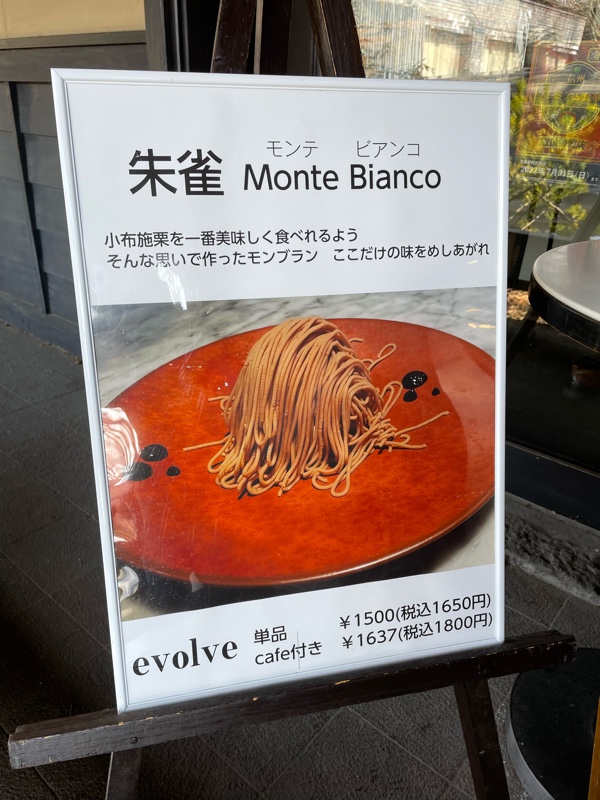 モンテ ビアンコ
朱雀 Monte Bianco
小布施栗を一番美味しく食べれるよう
そんな思いで作ったモンブラン ここだけの味をめしあがれ
evolve
単品 ¥1500(税込1650円)
cafe付き ¥1637(税込1800円)